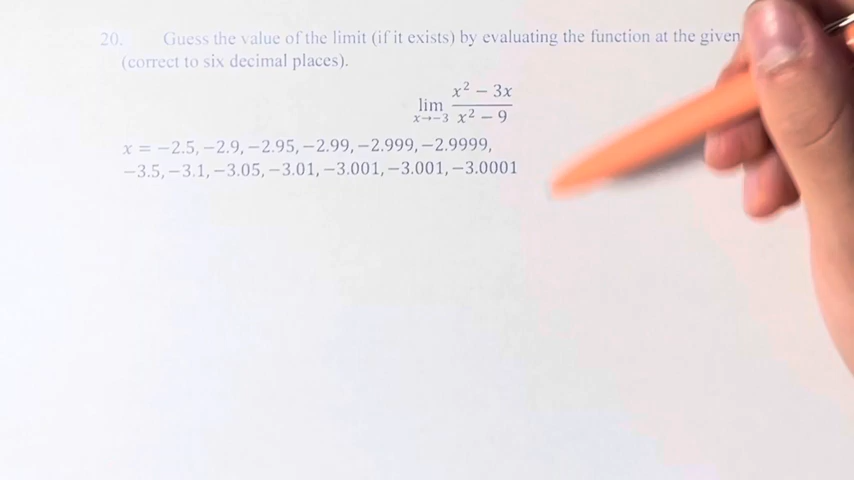 20. Guess the value of the limit (if it exists) by evaluating the function at the given
(correct to six decimal places).
lim x→−3 (x² − 3x)/(x² − 9)
x = −2.5, −2.9, −2.95, −2.99, −2.999, −2.9999,
−3.5, −3.1, −3.05, −3.01, −3.001, −3.001, −3.0001